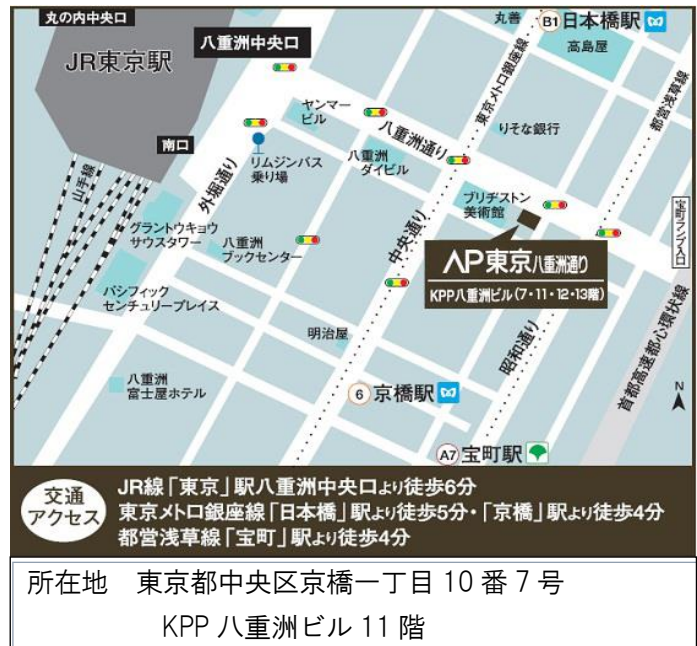 丸の内中央口
JR東京駅
八重洲中央口
丸善
B1 日本橋駅
高島屋
東京メトロ銀座線
都営浅草線
ヤンマー
ビル
八重洲通り
りそな銀行
南口
山手線
外堀通り
リムジンバス
乗り場
八重洲
ダイビル
ブリヂストン
美術館
宝町ランプ入口
グラントウキョウ
サウスタワー
八重洲
ブックセンター
中央通り
AP東京八重洲通り
KPP八重洲ビル(7・11・12・13階)
パシフィック
センチュリープレイス
明治屋
昭和通り
首都高速都心環状線
八重洲
富士屋ホテル
6 京橋駅
N
A7 宝町駅
交通
アクセス
JR線「東京」駅八重洲中央口より徒歩6分
東京メトロ銀座線「日本橋」駅より徒歩5分・「京橋」駅より徒歩4分
都営浅草線「宝町」駅より徒歩4分
所在地 東京都中央区京橋一丁目 10 番 7 号
KPP 八重洲ビル 11 階